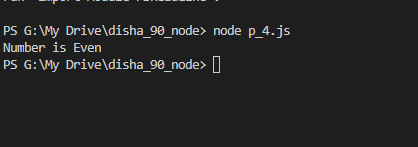 PS G:\My Drive\disha_90_node> node p_4.js
Number is Even
PS G:\My Drive\disha_90_node>